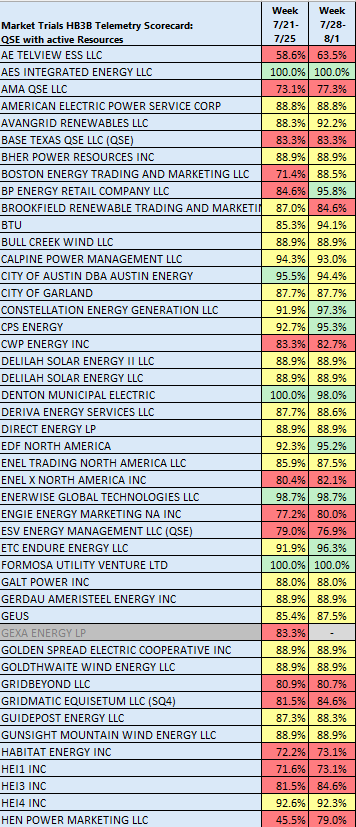 Market Trials HB3B Telemetry Scorecard: QSE with active Resources Week 7/21-7/25 Week 7/28-8/1
AE TELVIEW ESS LLC 58.6% 63.5%
AES INTEGRATED ENERGY LLC 100.0% 100.0%
AMA QSE LLC 73.1% 77.3%
AMERICAN ELECTRIC POWER SERVICE CORP 88.8% 88.8%
AVANGRID RENEWABLES LLC 88.3% 92.2%
BASE TEXAS QSE LLC (QSE) 83.3% 83.3%
BHER POWER RESOURCES INC 88.9% 88.9%
BOSTON ENERGY TRADING AND MARKETING LLC 71.4% 88.5%
BP ENERGY RETAIL COMPANY LLC 84.6% 95.8%
BROOKFIELD RENEWABLE TRADING AND MARKETIN 87.0% 84.6%
BTU 85.3% 94.1%
BULL CREEK WIND LLC 88.9% 88.9%
CALPINE POWER MANAGEMENT LLC 94.3% 93.0%
CITY OF AUSTIN DBA AUSTIN ENERGY 95.5% 94.4%
CITY OF GARLAND 87.7% 87.7%
CONSTELLATION ENERGY GENERATION LLC 91.9% 97.3%
CPS ENERGY 92.7% 95.3%
CWP ENERGY INC 83.3% 82.7%
DELILAH SOLAR ENERGY II LLC 88.9% 88.9%
DELILAH SOLAR ENERGY LLC 88.9% 88.9%
DENTON MUNICIPAL ELECTRIC 100.0% 98.0%
DERIVA ENERGY SERVICES LLC 87.7% 88.6%
DIRECT ENERGY LP 88.9% 88.9%
EDF NORTH AMERICA 92.3% 95.2%
ENEL TRADING NORTH AMERICA LLC 85.9% 87.5%
ENEL X NORTH AMERICA INC 80.4% 82.1%
ENERWISE GLOBAL TECHNOLOGIES LLC 98.7% 98.7%
ENGIE ENERGY MARKETING NA INC 77.2% 80.0%
ESV ENERGY MANAGEMENT LLC (QSE) 79.0% 76.9%
ETC ENDURE ENERGY LLC 91.9% 96.3%
FORMOSA UTILITY VENTURE LTD 100.0% 100.0%
GALT POWER INC 88.0% 88.0%
GERDAU AMERISTEEL ENERGY INC 88.9% 88.9%
GEUS 85.4% 87.5%
GEXA ENERGY LP 83.3% -
GOLDEN SPREAD ELECTRIC COOPERATIVE INC 88.9% 88.9%
GOLDTHWAITE WIND ENERGY LLC 88.9% 88.9%
GRIDBEYOND LLC 80.9% 80.7%
GRIDMATIC EQUISETUM LLC (SQ4) 81.5% 84.6%
GUIDEPOST ENERGY LLC 87.3% 88.3%
GUNSIGHT MOUNTAIN WIND ENERGY LLC 88.9% 88.9%
HABITAT ENERGY INC 72.2% 73.1%
HEI1 INC 71.6% 73.1%
HEI3 INC 81.5% 84.6%
HEI4 INC 92.6% 92.3%
HEN POWER MARKETING LLC 45.5% 79.0%